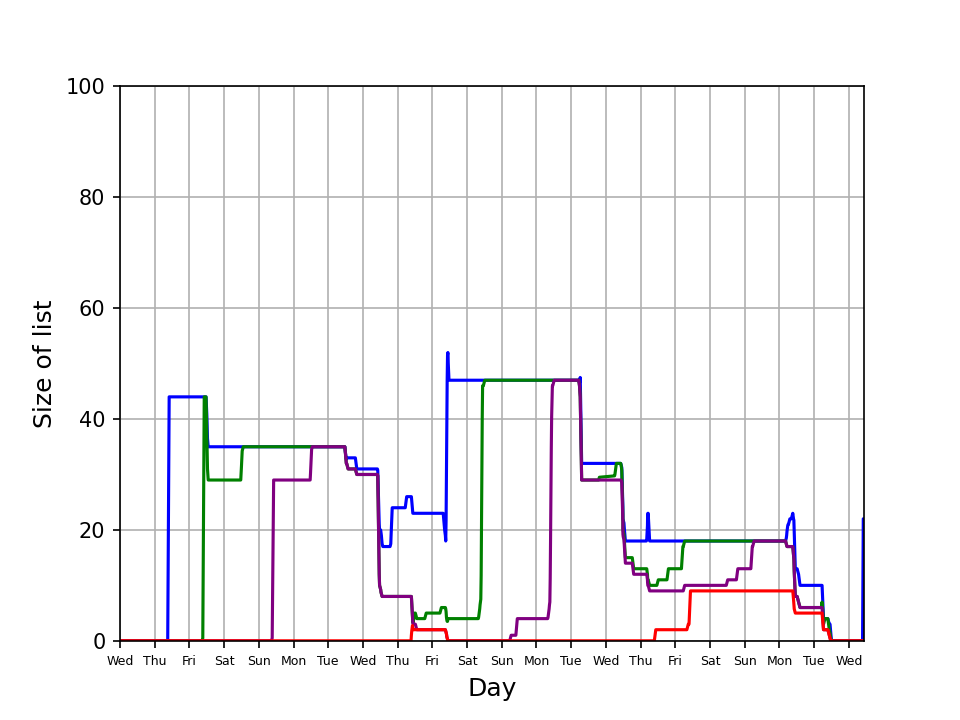 100
80
60
40
20
0
Size of list
Wed Thu Fri Sat Sun Mon Tue Wed Thu Fri Sat Sun Mon Tue Wed Thu Fri Sat Sun Mon Tue Wed
Day